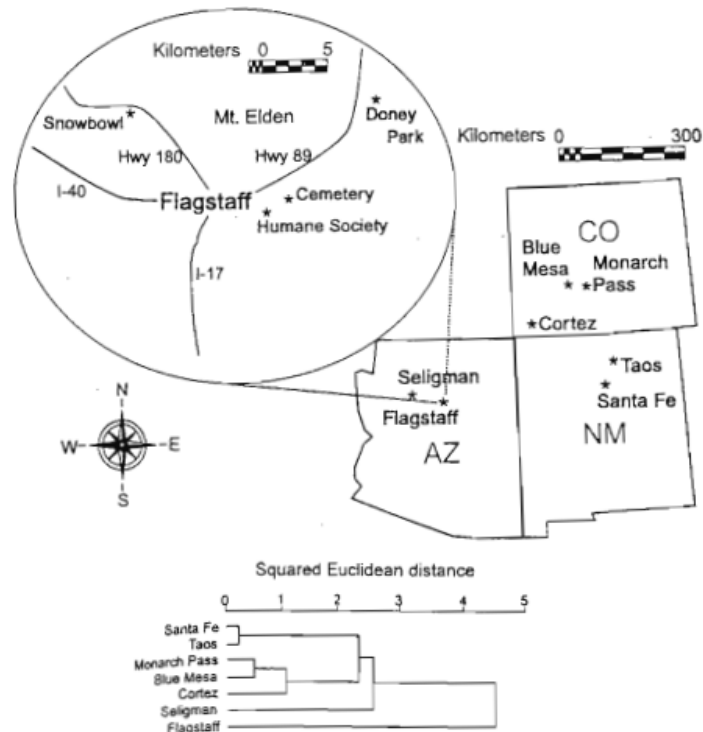 Kilometers 0 5
Snowbowl
Mt. Elden
Doney
Park
Hwy 180
Hwy 89
I-40
Flagstaff
Cemetery
Humane Society
I-17
Kilometers 0 300
CO
Blue
Mesa
Monarch
Pass
Cortez
Seligman
Flagstaff
AZ
Taos
Santa Fe
NM
N
W E
S
Squared Euclidean distance
0 1 2 3 4 5
Santa Fe
Taos
Monarch Pass
Blue Mesa
Cortez
Seligman
Flagstaff